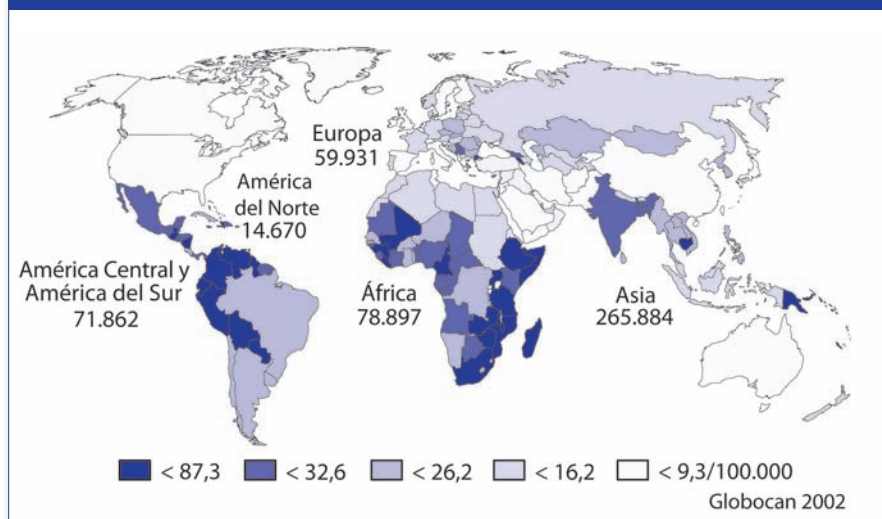 Europa
59.931
América
del Norte
14.670
América Central y
América del Sur
71.862
África
78.897
Asia
265.884
< 87,3
< 32,6
< 26,2
< 16,2
< 9,3/100.000
Globocan 2002